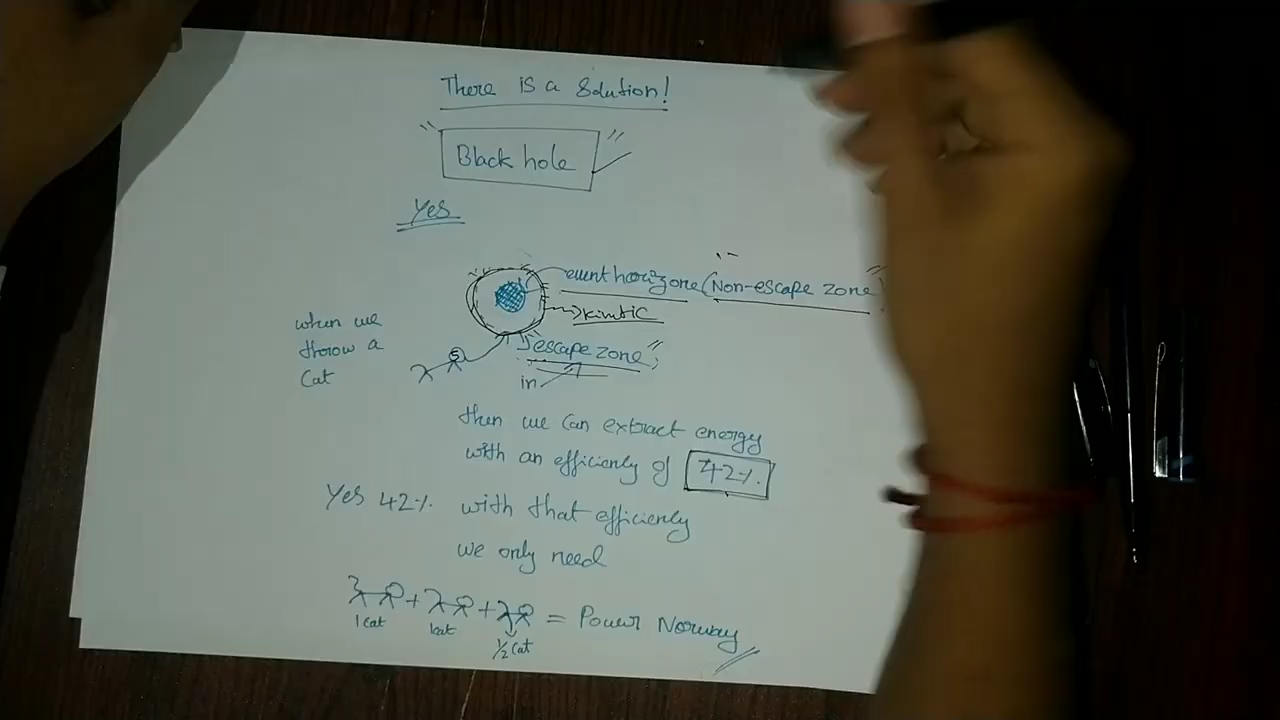 There is a Solution!
Black hole
Yes
event horizone (Non-escape zone)
kinetic
when we
throw a
Cat
escape zone
in
then we can extract energy
with an efficienly of 42%.
Yes 42%. with that efficienly
we only need
+ + = Power Norway
1 cat
1cat
1/2 cat